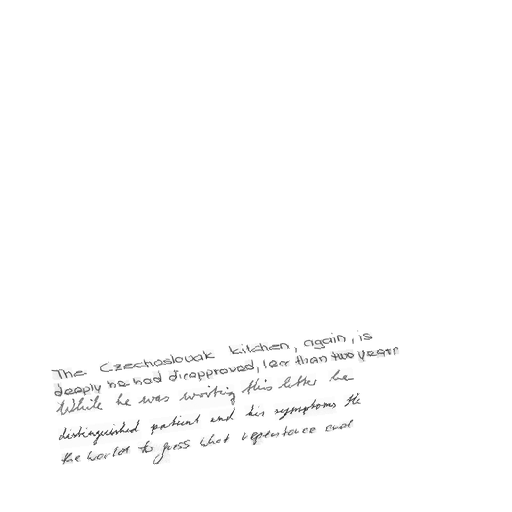 The Czechoslovak kitchen, again, is
deeply he had disapproved, less than two years
While he was writing this letter he
distinguished patient and his symptoms the
the world to guess what repentance and